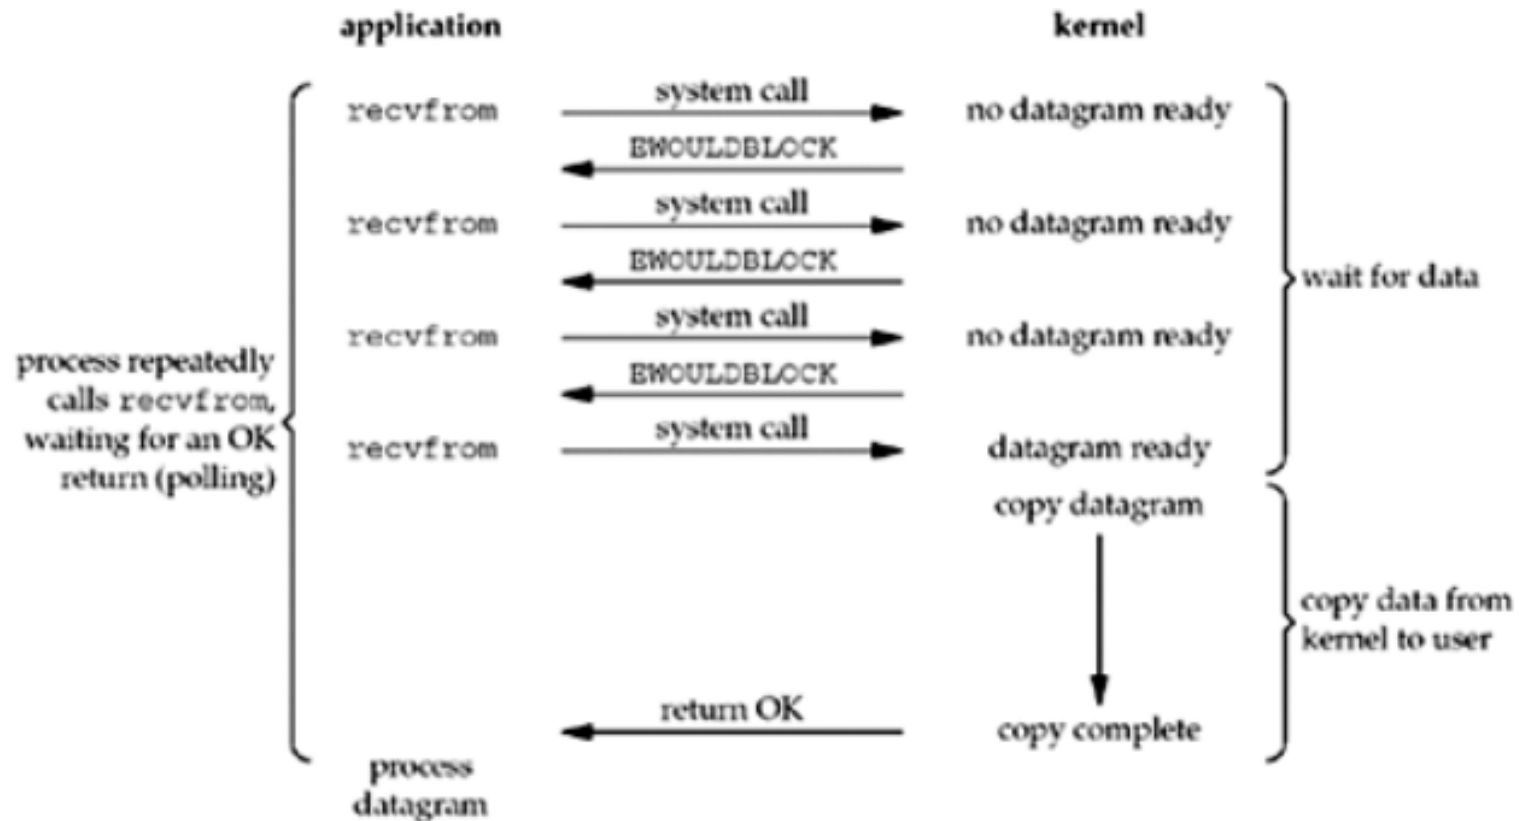 application
kernel
recvfrom
system call
no datagram ready
EWOULDBLOCK
recvfrom
system call
no datagram ready
EWOULDBLOCK
wait for data
recvfrom
system call
no datagram ready
EWOULDBLOCK
process repeatedly
calls recvfrom,
waiting for an OK
return (polling)
recvfrom
system call
datagram ready
copy datagram
copy data from
kernel to user
return OK
copy complete
process
datagram